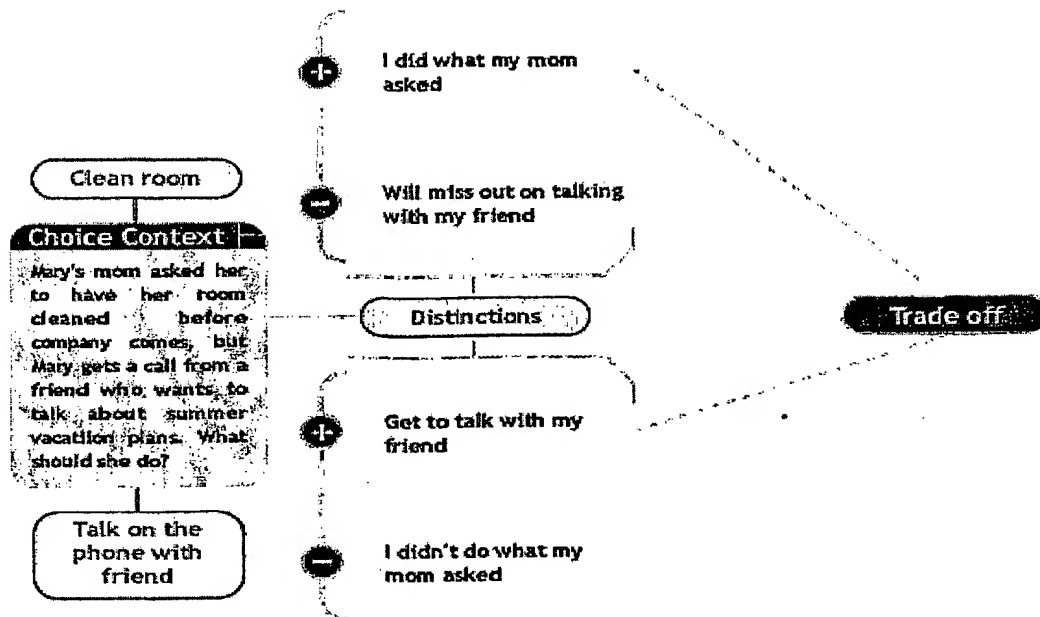 I did what my mom
asked
Clean room
Will miss out on talking
with my friend
Choice Context
Mary's mom asked her
to have her room
cleaned before
company comes, but
Mary gets a call from a
friend who wants to
talk about summer
vacation plans. What
should she do?
Distinctions
Trade off
Get to talk with my
friend
Talk on the
phone with
friend
I didn't do what my
mom asked